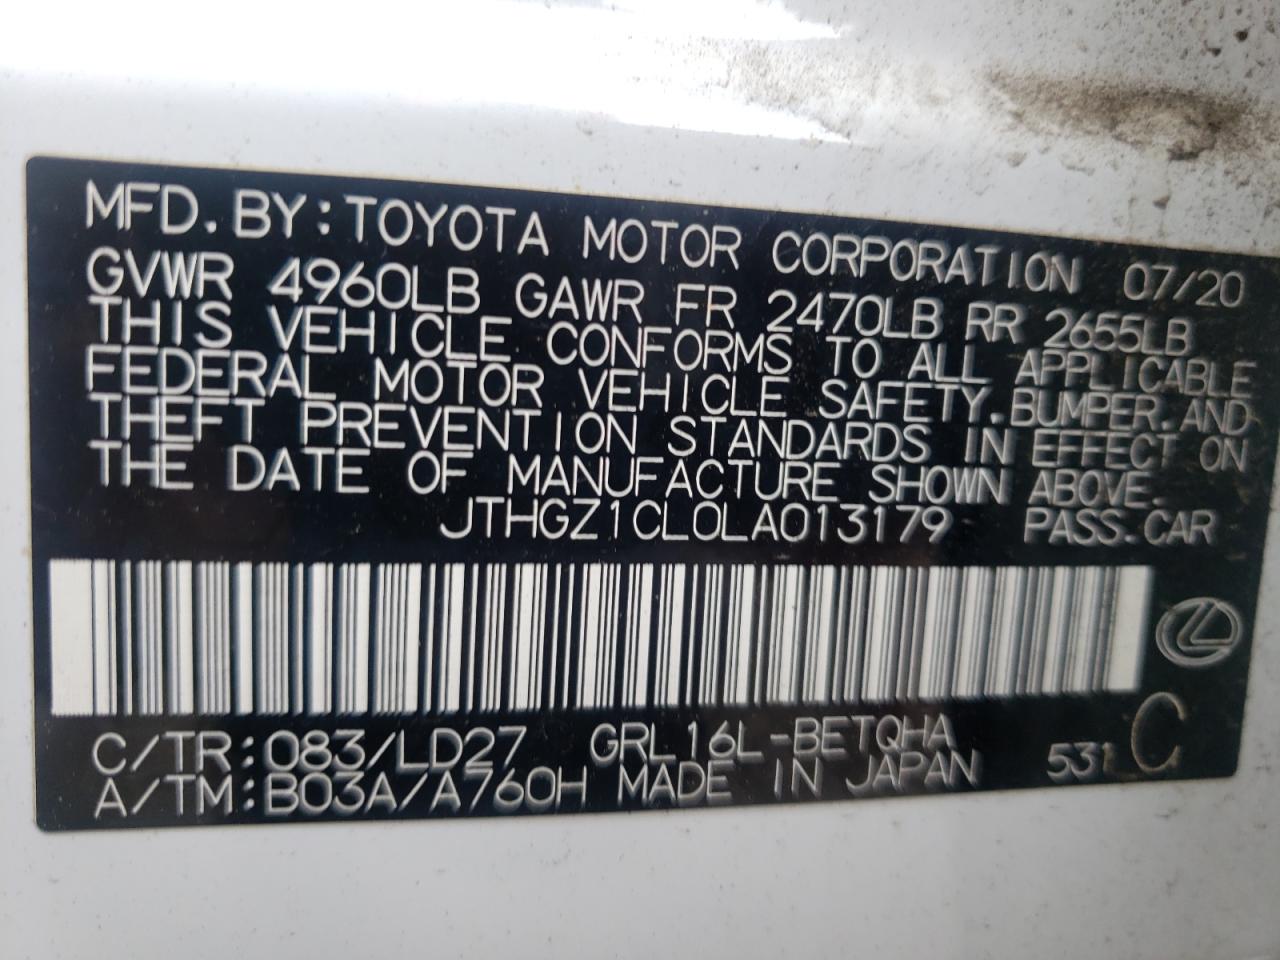 MFD. BY: TOYOTA MOTOR CORPORATION 07/20
GVWR 4960LB GAWR FR 2470LB RR 2655LB
THIS VEHICLE CONFORMS TO ALL APPLICABLE
FEDERAL MOTOR VEHICLE SAFETY, BUMPER, AND
THEFT PREVENTION STANDARDS IN EFFECT ON
THE DATE OF MANUFACTURE SHOWN ABOVE.
JTHGZ1CL0LA013179 PASS. CAR
C/TR: 083/LD27 GRL16L-BETQHA 531 C
A/TM: B03A/A760H MADE IN JAPAN